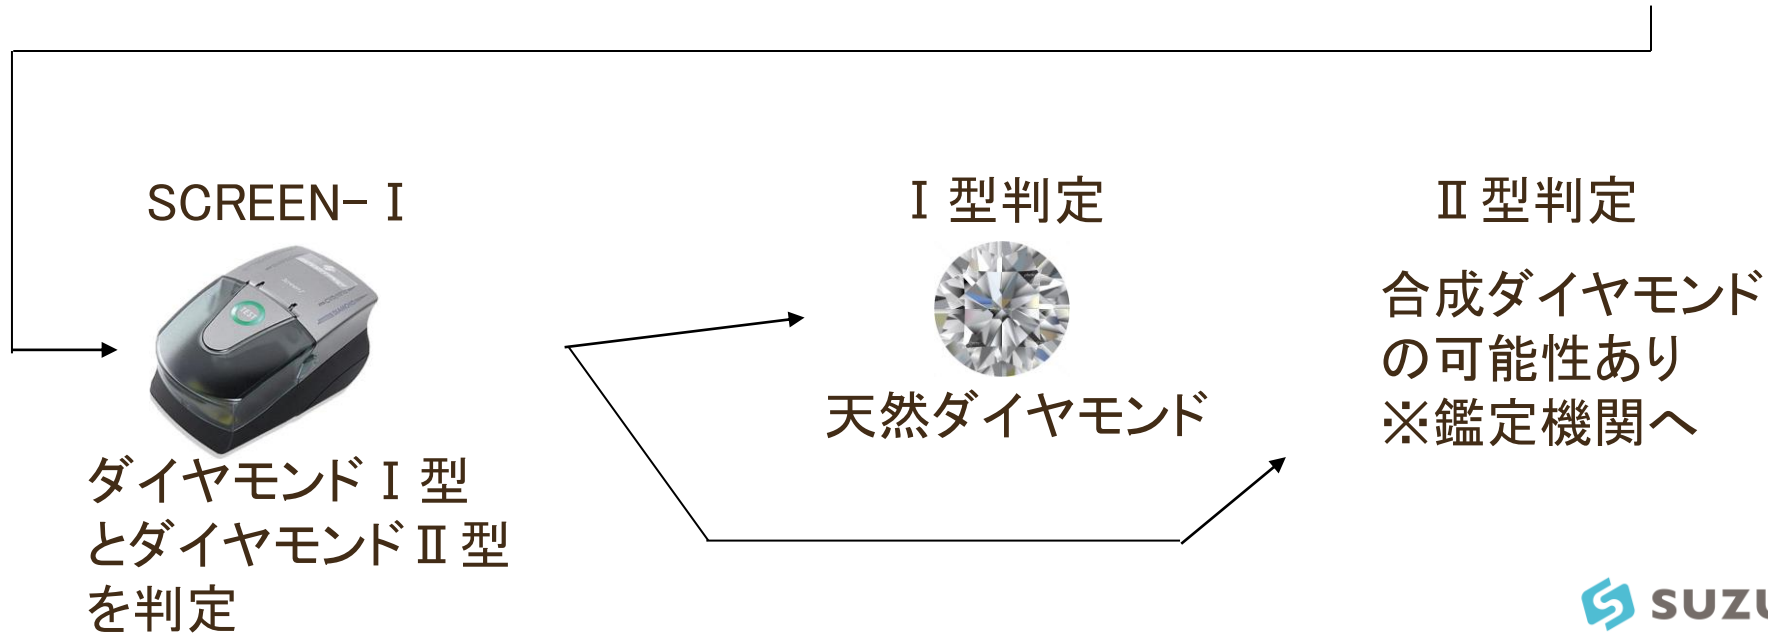 SCREEN-Ⅰ
TEST
ダイヤモンドⅠ型
とダイヤモンドⅡ型
を判定
Ⅰ型判定
天然ダイヤモンド
Ⅱ型判定
合成ダイヤモンド
の可能性あり
※鑑定機関へ